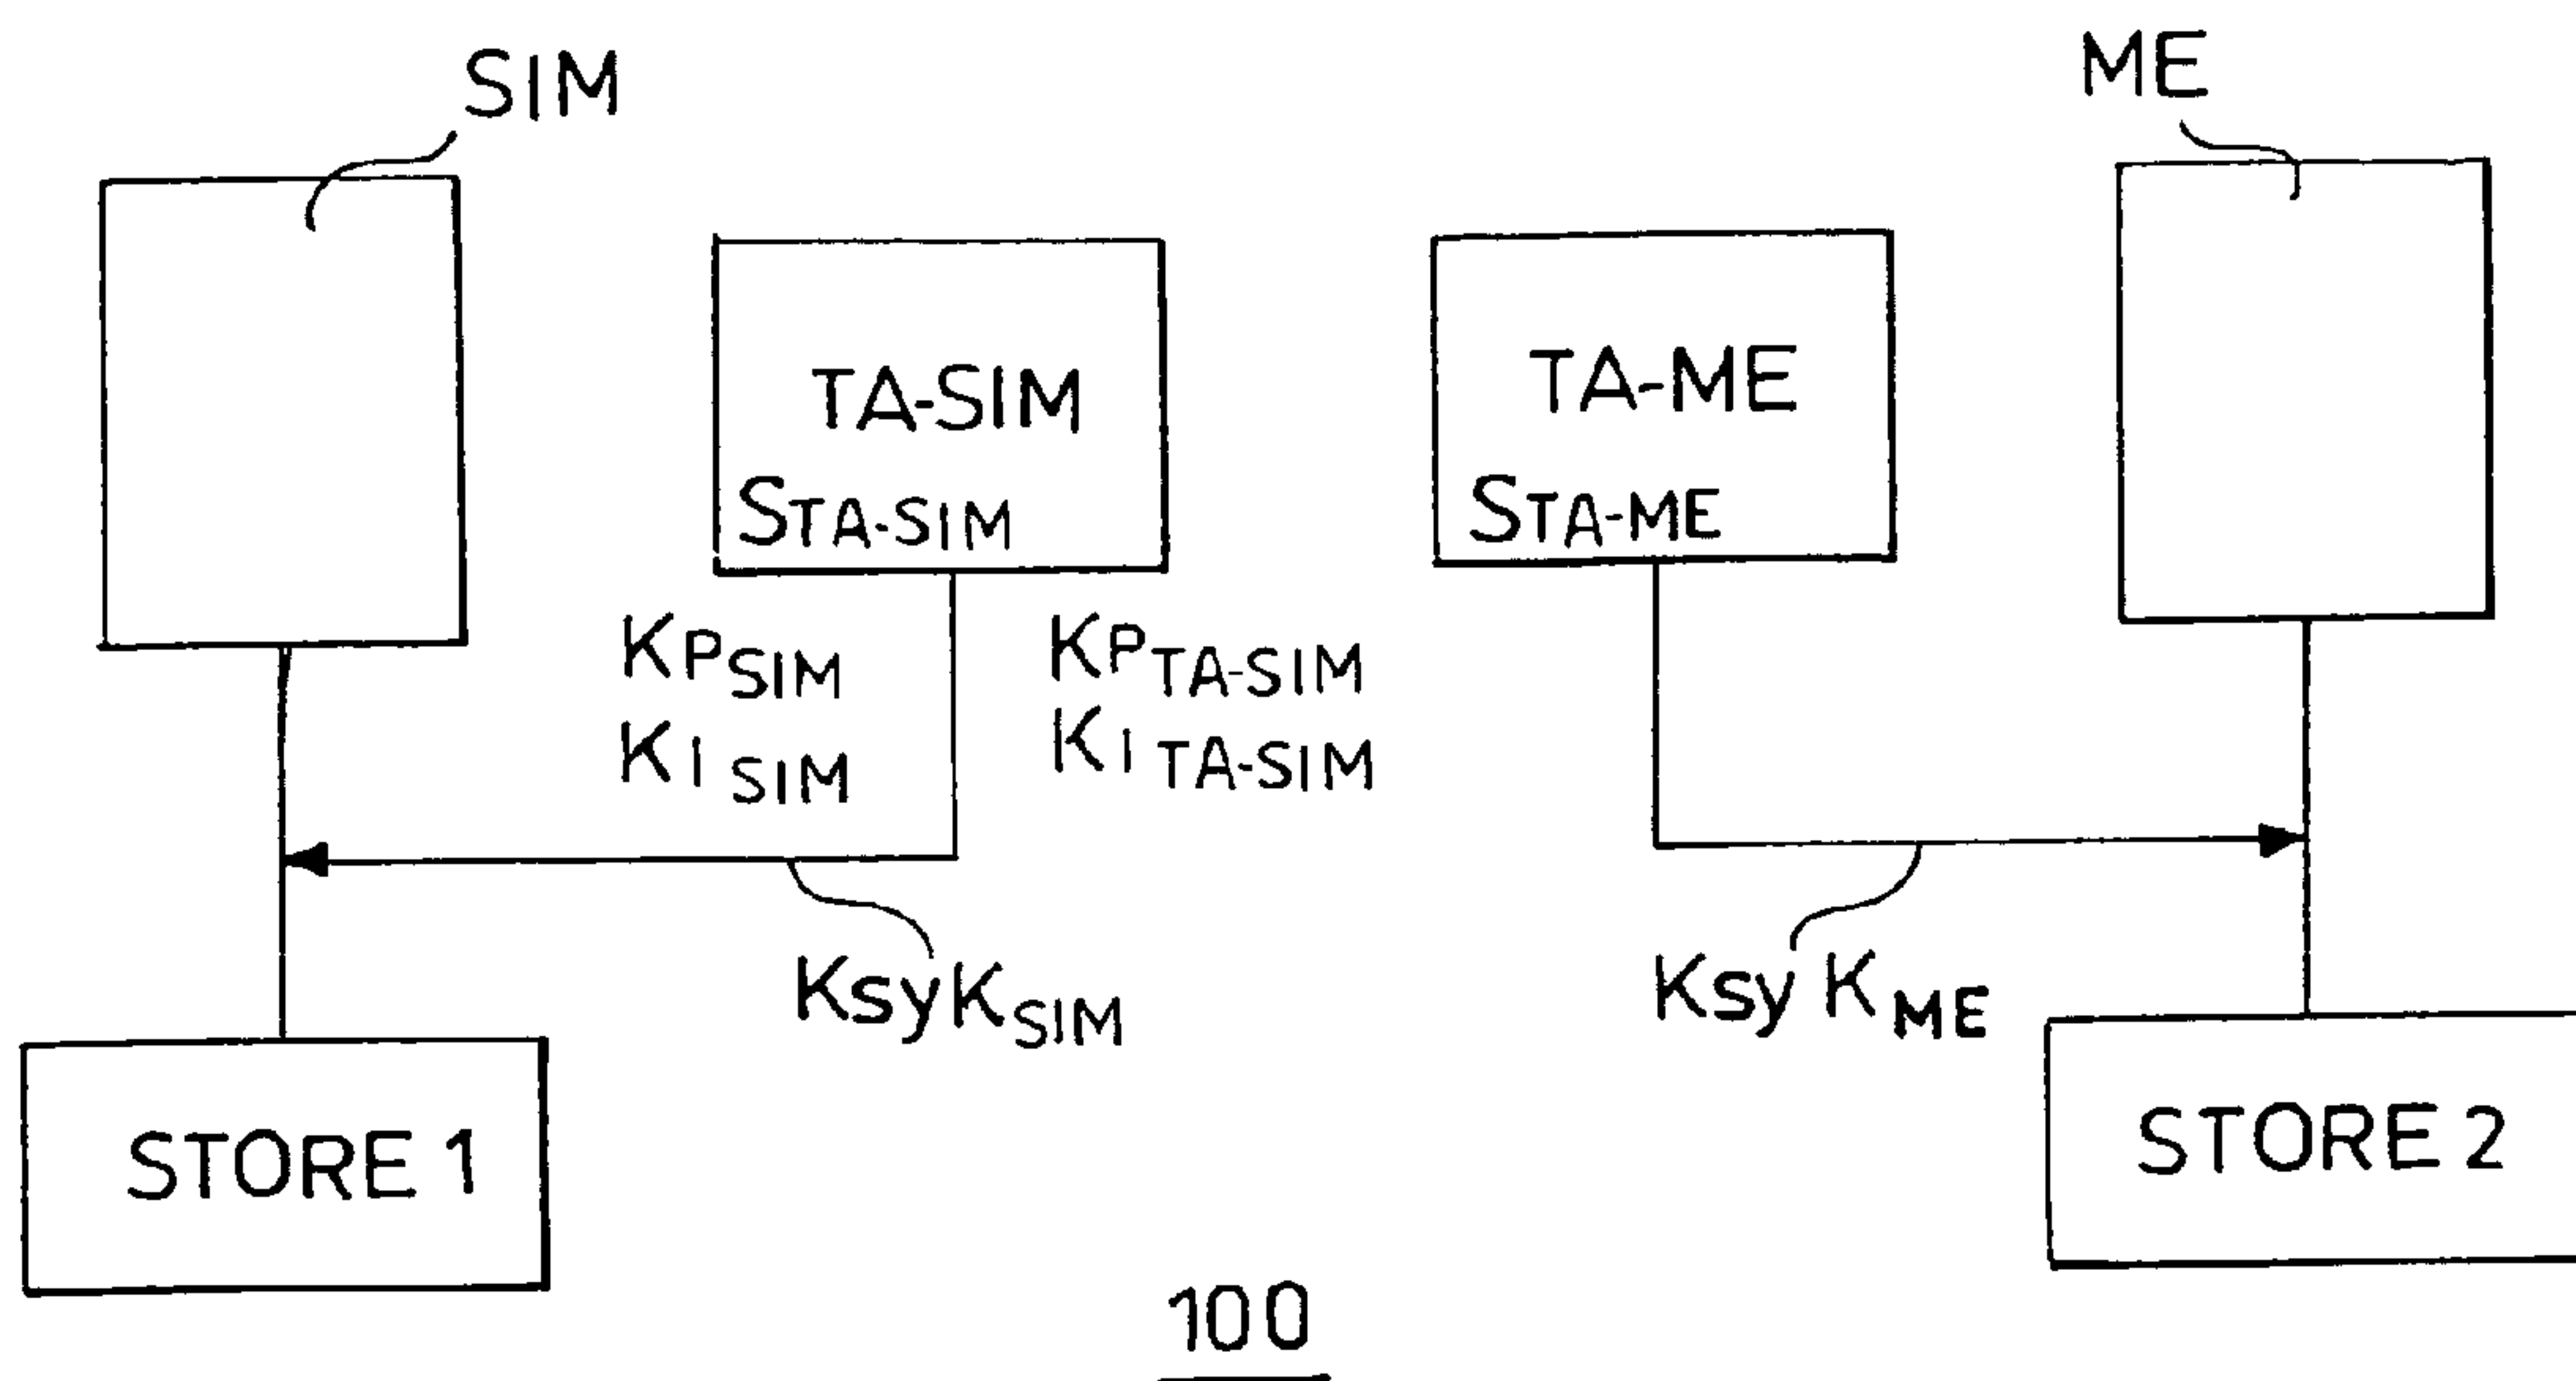 SIM
ME
TA-SIM
STA-SIM
TA-ME
STA-ME
KPSIM
KISIM
KPTA-SIM
KITA-SIM
KsyKSIM
Ksy KME
STORE 1
STORE 2
100